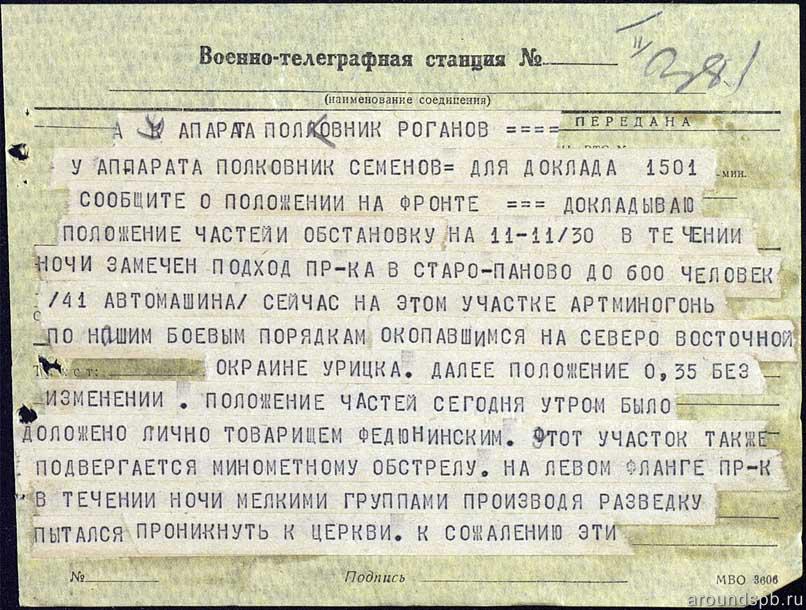 Военно-телеграфная станция №
(наименование соединения)
ПЕРЕДАНА
А К АПАРАТА ПОЛКОВНИК РОГАНОВ ====
У АППАРАТА ПОЛКОВНИК СЕМЕНОВ= ДЛЯ ДОКЛАДА 1501
-мин.
СООБЩИТЕ О ПОЛОЖЕНИИ НА ФРОНТЕ === ДОКЛАДЫВАЮ
ПОЛОЖЕНИЕ ЧАСТЕЙ И ОБСТАНОВКУ НА 11-11/30 В ТЕЧЕНИИ
НОЧИ ЗАМЕЧЕН ПОДХОД ПР-КА В СТАРО-ПАНОВО ДО 600 ЧЕЛОВЕК
/41 АВТОМАШИНА/ СЕЙЧАС НА ЭТОМ УЧАСТКЕ АРТМИНОГОНЬ
ПО НАШИМ БОЕВЫМ ПОРЯДКАМ ОКОПАВШИМСЯ НА СЕВЕРО ВОСТОЧНОЙ
ОКРАИНЕ УРИЦКА. ДАЛЕЕ ПОЛОЖЕНИЕ 0,35 БЕЗ
ИЗМЕНЕНИИ . ПОЛОЖЕНИЕ ЧАСТЕЙ СЕГОДНЯ УТРОМ БЫЛО
ДОЛОЖЕНО ЛИЧНО ТОВАРИЩЕМ ФЕДЮНИНСКИМ. ЭТОТ УЧАСТОК ТАКЖЕ
ПОДВЕРГАЕТСЯ МИНОМЕТНОМУ ОБСТРЕЛУ. НА ЛЕВОМ ФЛАНГЕ ПР-К
В ТЕЧЕНИИ НОЧИ МЕЛКИМИ ГРУППАМИ ПРОИЗВОДЯ РАЗВЕДКУ
ПЫТАЛСЯ ПРОНИКНУТЬ К ЦЕРКВИ. К СОЖАЛЕНИЮ ЭТИ
№ Подпись
МВО 3606
aroundspb.ru